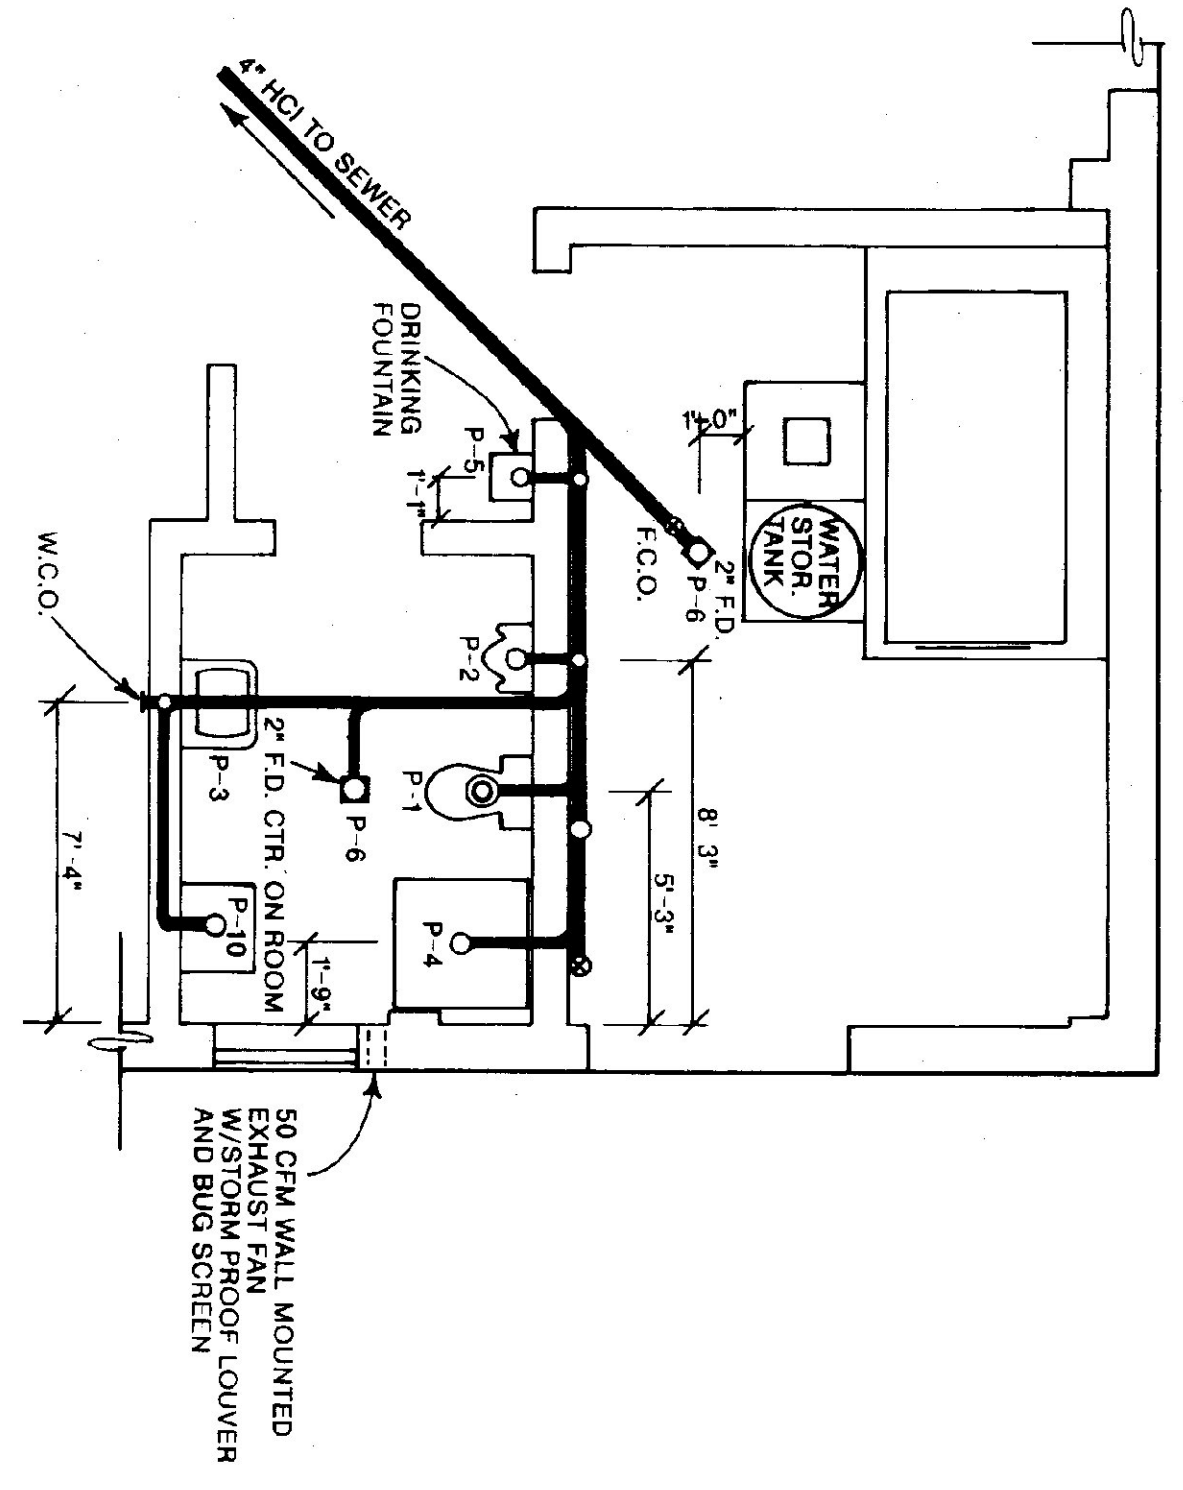 4" HCI TO SEWER
DRINKING
FOUNTAIN
P-5
1'-1"
1'-0"
WATER
STOR.
TANK
2" F.D.
P-6
F.C.O.
P-2
W.C.O.
P-3
2" F.D. CTR. ON ROOM
P-6
P-1
8' 3"
5'-3"
7'-4"
P-10
P-4
1'-9"
50 CFM WALL MOUNTED
EXHAUST FAN
W/STORM PROOF LOUVER
AND BUG SCREEN